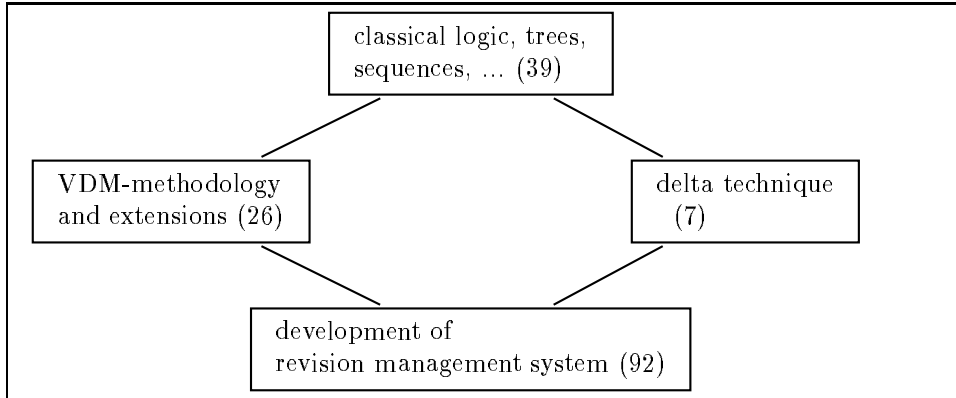 classical logic, trees,
sequences, ... (39)
VDM-methodology
and extensions (26)
delta technique
(7)
development of
revision management system (92)